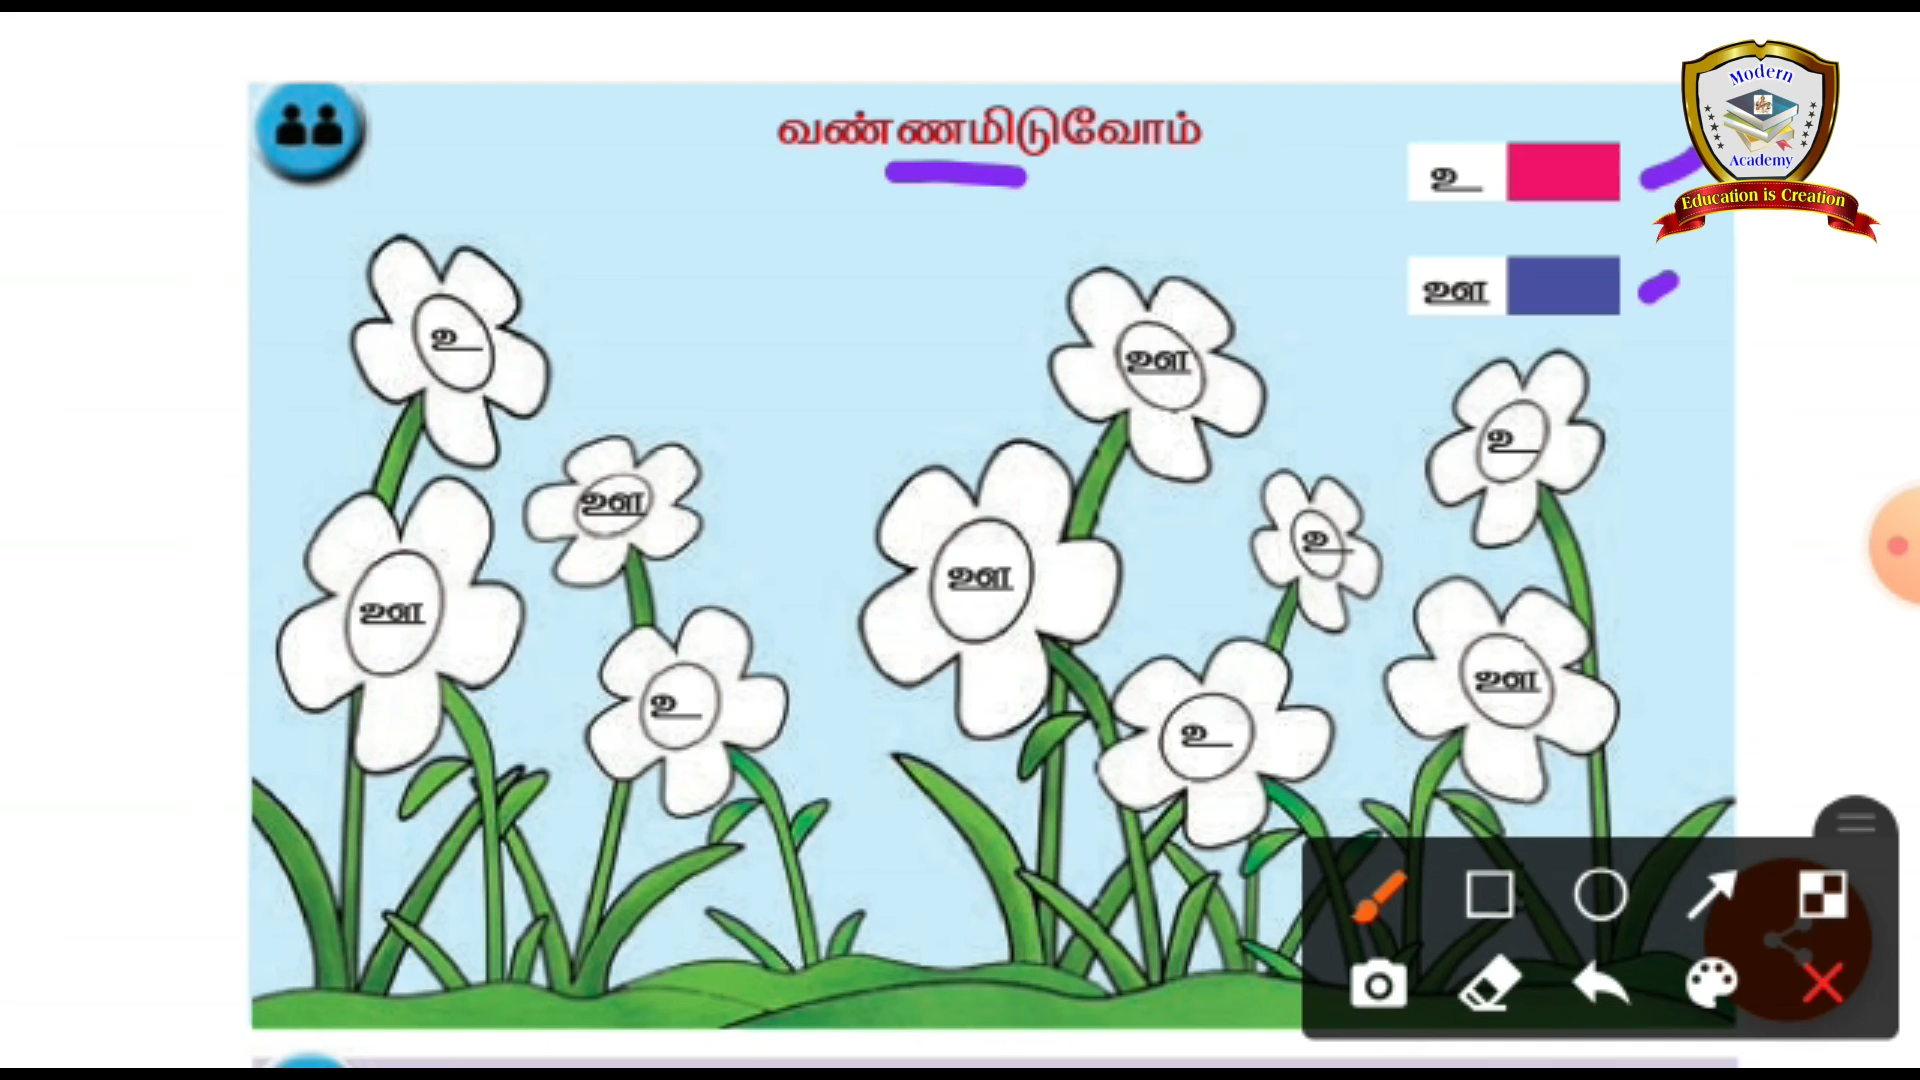 வண்ணமிடுவோம்
உ
ஊ
Modern
Academy
Education is Creation
உ
ஊ
உ
ஊ
உ
ஊ
ஊ
உ
உ
ஊ